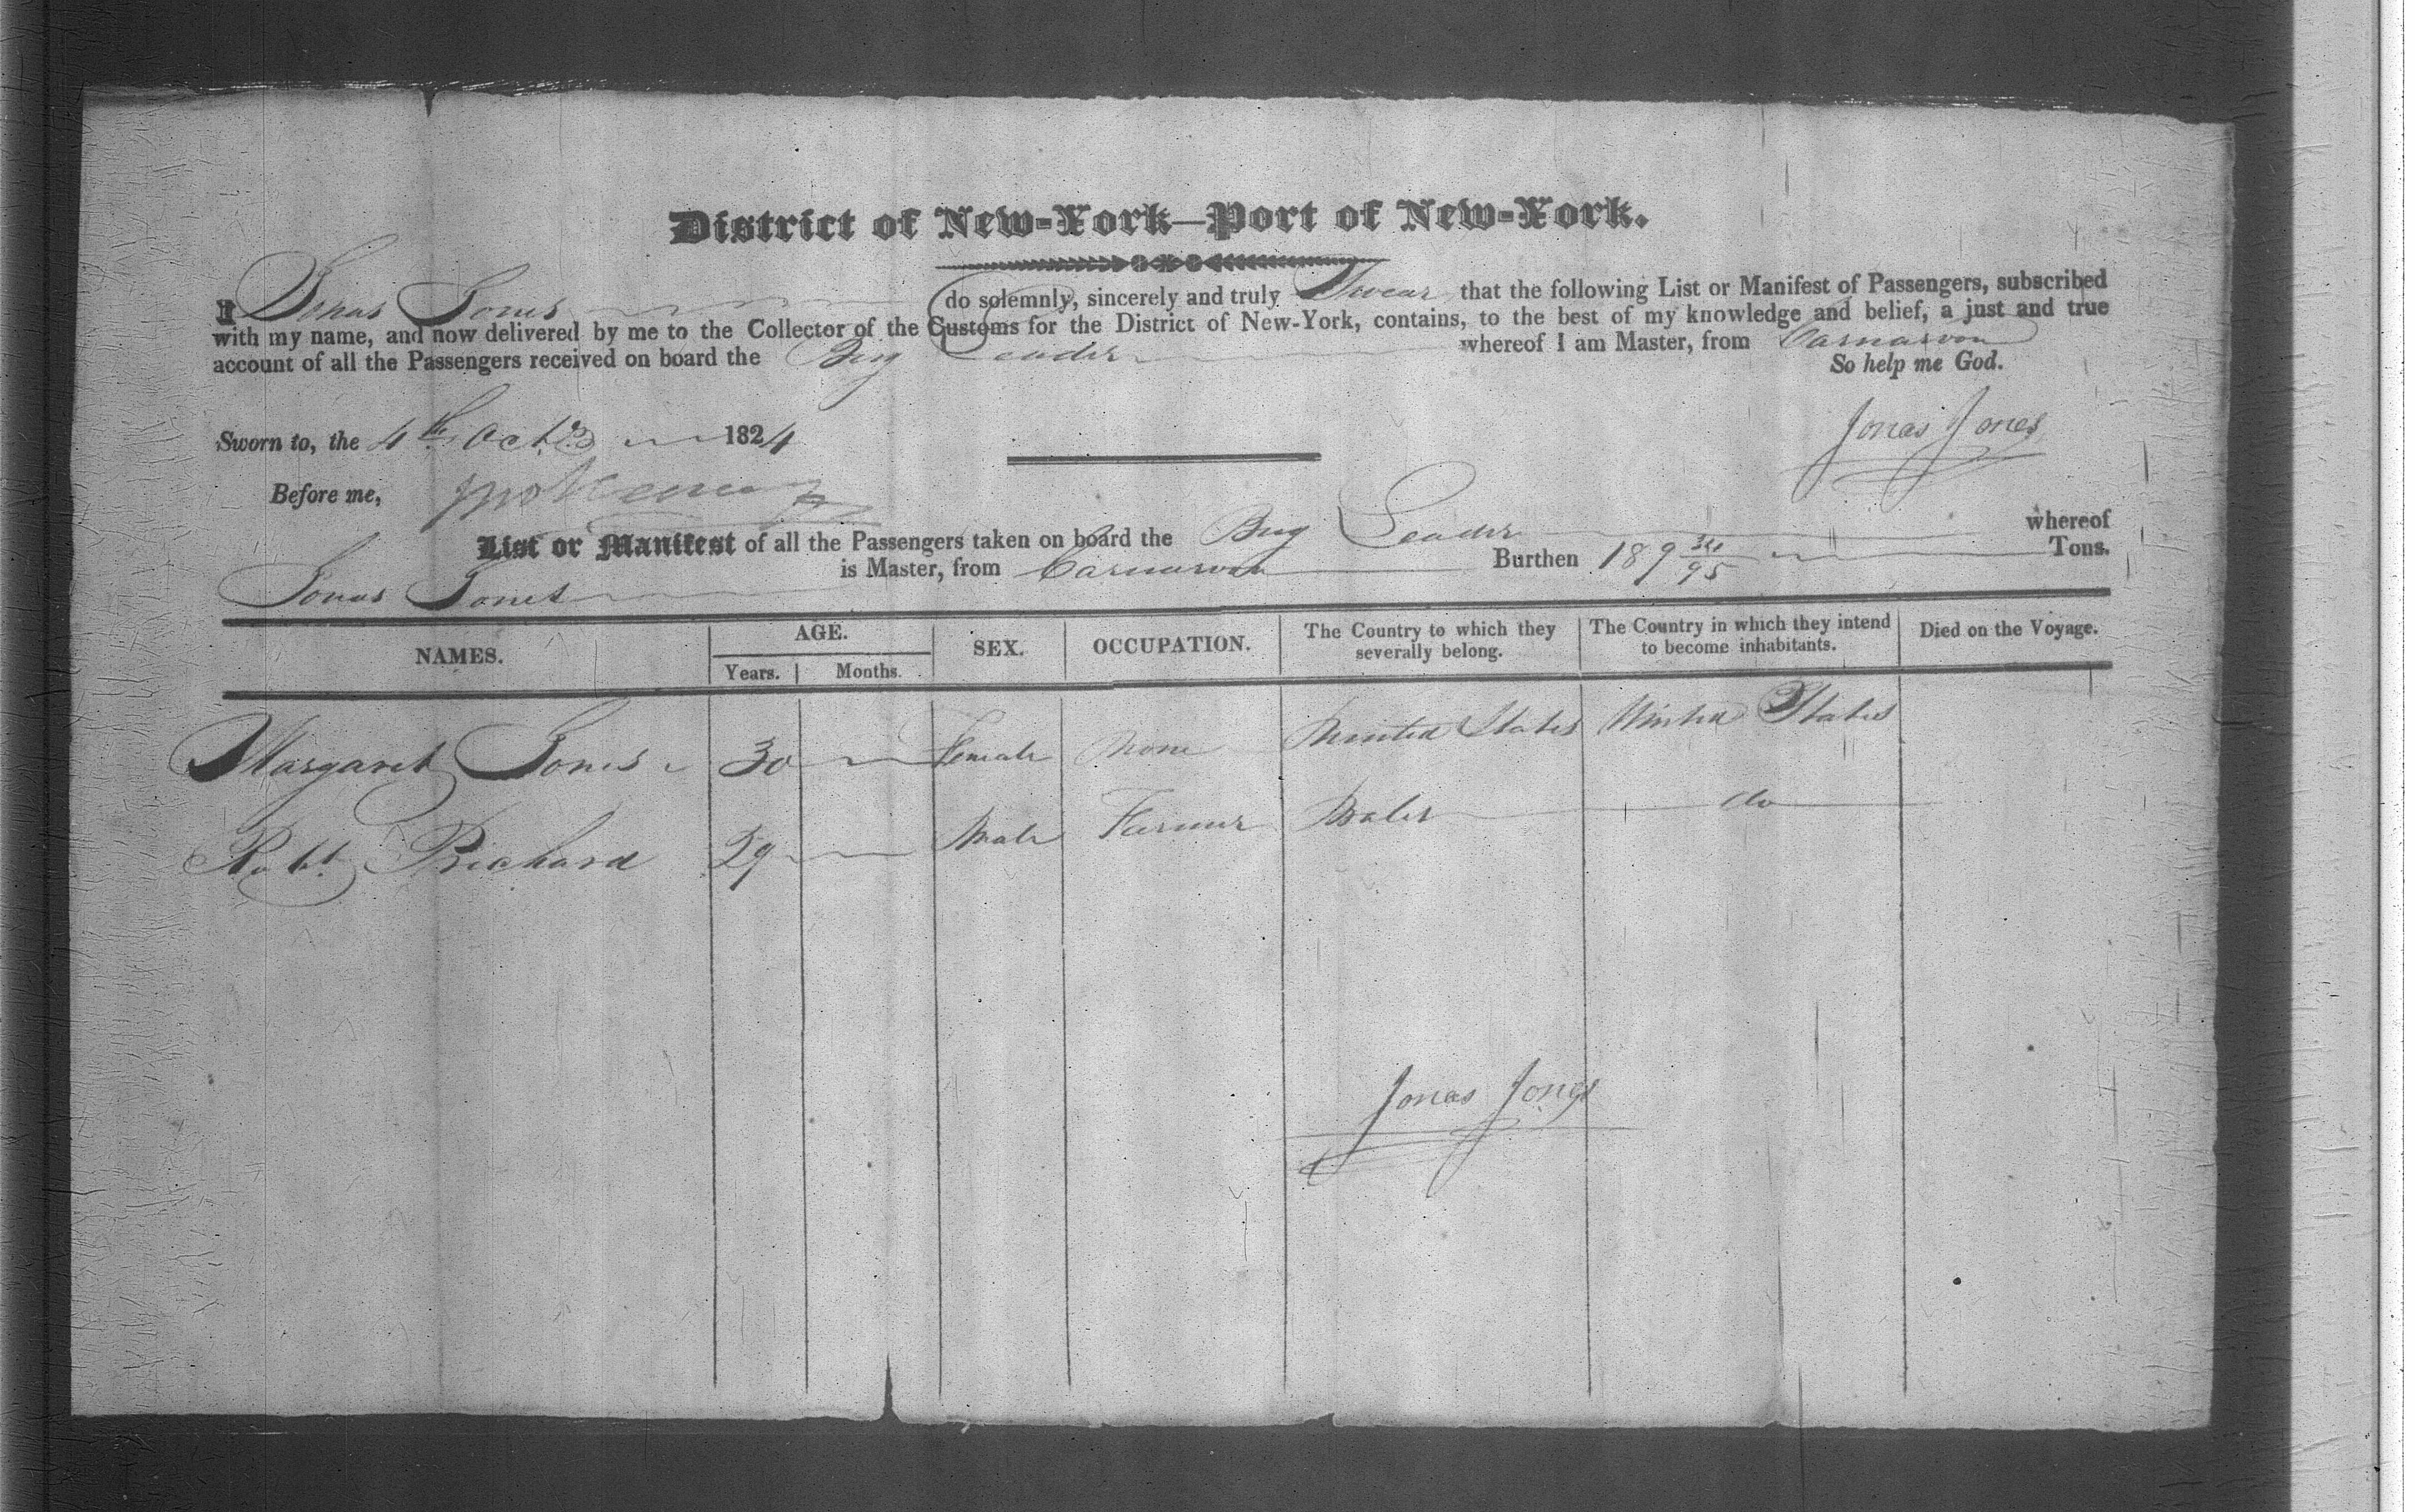 District of New-York—Port of New-York.
I Jonas Jones do solemnly, sincerely and truly Swear that the following List or Manifest of Passengers, subscribed
with my name, and now delivered by me to the Collector of the Customs for the District of New-York, contains, to the best of my knowledge and belief, a just and true
account of all the Passengers received on board the Brig Leader whereof I am Master, from Carnarvon
So help me God.
Sworn to, the 4th Octr 1824
Jonas Jones
Before me,
List or Manifest of all the Passengers taken on board the Brig Leader whereof
Jonas Jones is Master, from Carnarvon Burthen 189 Tons.
NAMES. AGE. SEX. OCCUPATION. The Country to which they severally belong. The Country in which they intend to become inhabitants. Died on the Voyage.
Years. Months.
Margaret Jones 30 Female None United States United States
Robt. Prichard 29 Male Farmer Wales do
Jonas Jones